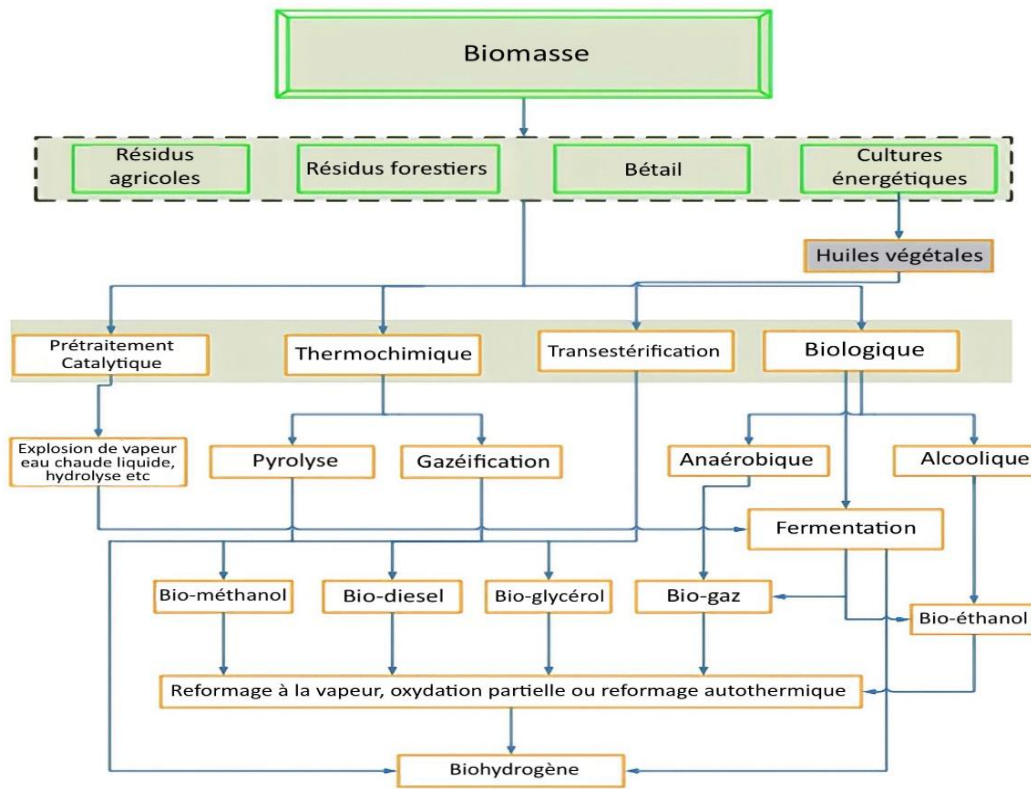 Biomasse
Résidus
agricoles
Résidus forestiers
Bétail
Cultures
énergétiques
Huiles végétales
Prétraitement
Catalytique
Thermochimique
Transestérification
Biologique
Explosion de vapeur
eau chaude liquide,
hydrolyse etc
Pyrolyse
Gazéification
Anaérobique
Alcoolique
Fermentation
Bio-méthanol
Bio-diesel
Bio-glycérol
Bio-gaz
Bio-éthanol
Reformage à la vapeur, oxydation partielle ou reformage autothermique
Biohydrogène